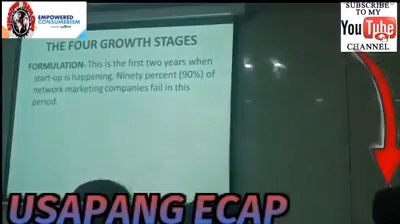 EMPOWERED
CONSUMERISM
SUBSCRIBE
TO MY
YouTube
CHANNEL
THE FOUR GROWTH STAGES
FORMULATION- This is the first two years when
start-up is happening. Ninety percent (90%) of
network marketing companies fail in this
period.
USAPANG ECAP